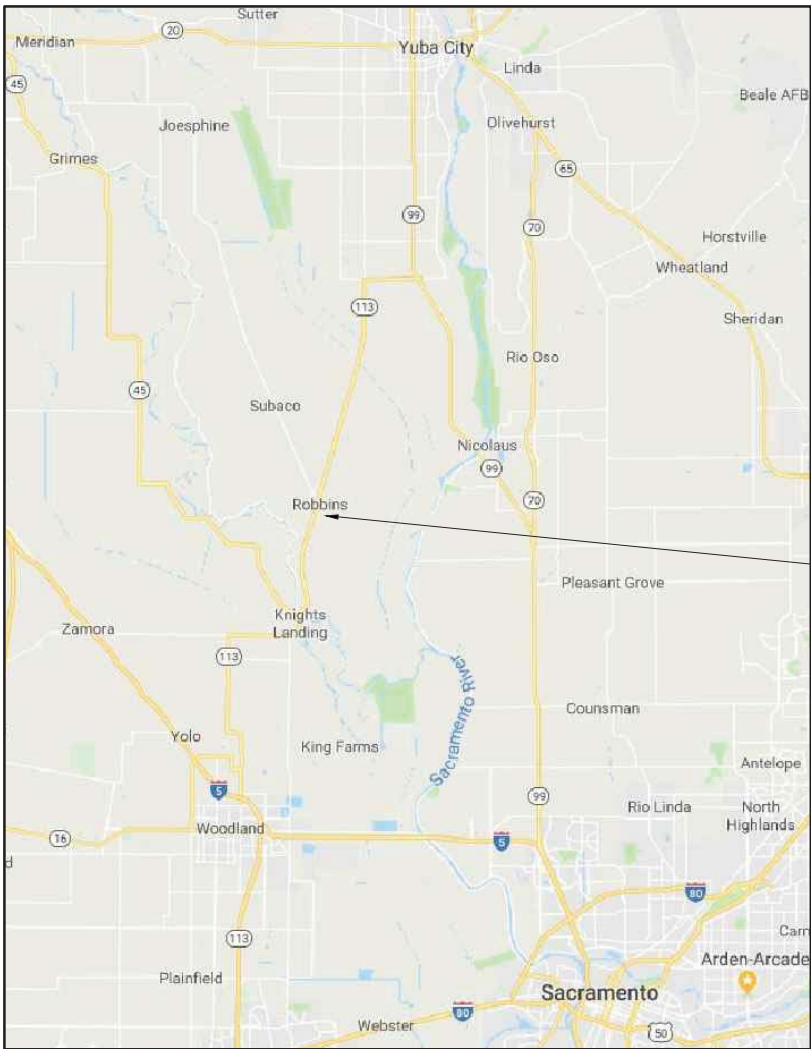 Sutter
20
Meridian
Yuba City
Linda
45
Beale AFB
Joesphine
Olivehurst
Grimes
65
99
70
Horstville
Wheatland
113
Sheridan
Rio Oso
45
Subaco
Nicolaus
99
Robbins
70
Pleasant Grove
Knights
Landing
Zamora
113
Sacramento River
Counsman
Yolo
King Farms
Antelope
5
99
Rio Linda
North
Highlands
Woodland
16
5
d
80
Carn
113
Arden-Arcade
Plainfield
Sacramento
80
Webster
50